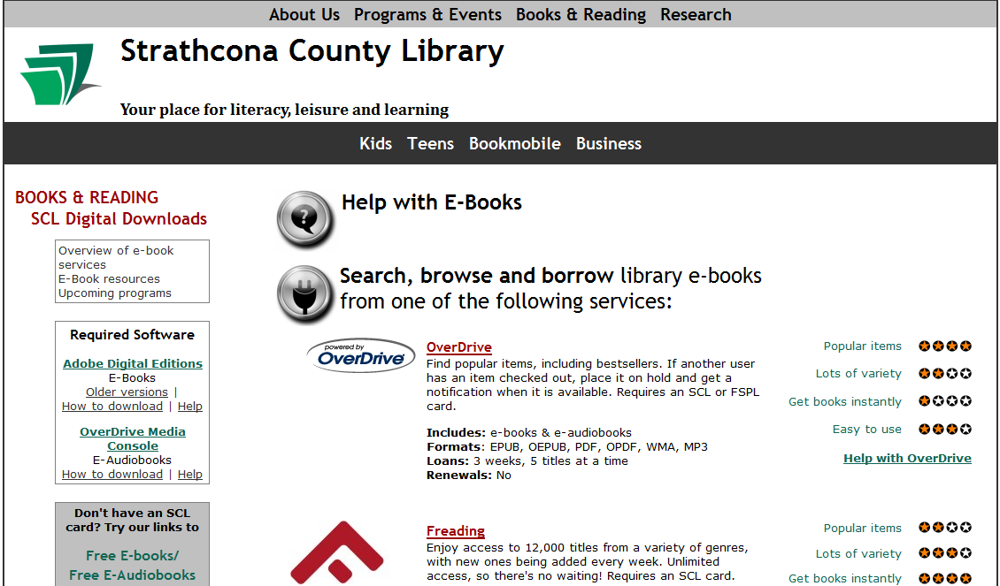 About Us Programs & Events Books & Reading Research
Strathcona County Library
Your place for literacy, leisure and learning
Kids Teens Bookmobile Business
BOOKS & READING
SCL Digital Downloads
Overview of e-book
services
E-Book resources
Upcoming programs
Required Software
Adobe Digital Editions
E-Books
Older versions |
How to download | Help
OverDrive Media
Console
E-Audiobooks
How to download | Help
Don't have an SCL
card? Try our links to
Free E-books/
Free E-Audiobooks
?
Help with E-Books
Search, browse and borrow library e-books
from one of the following services:
powered by
OverDrive
OverDrive
Find popular items, including bestsellers. If another user
has an item checked out, place it on hold and get a
notification when it is available. Requires an SCL or FSPL
card.
Includes: e-books & e-audiobooks
Formats: EPUB, OEPUB, PDF, OPDF, WMA, MP3
Loans: 3 weeks, 5 titles at a time
Renewals: No
Popular items
Lots of variety
Get books instantly
Easy to use
Help with OverDrive
Freading
Enjoy access to 12,000 titles from a variety of genres,
with new ones being added every week. Unlimited
access, so there's no waiting! Requires an SCL card.
Popular items
Lots of variety
Get books instantly